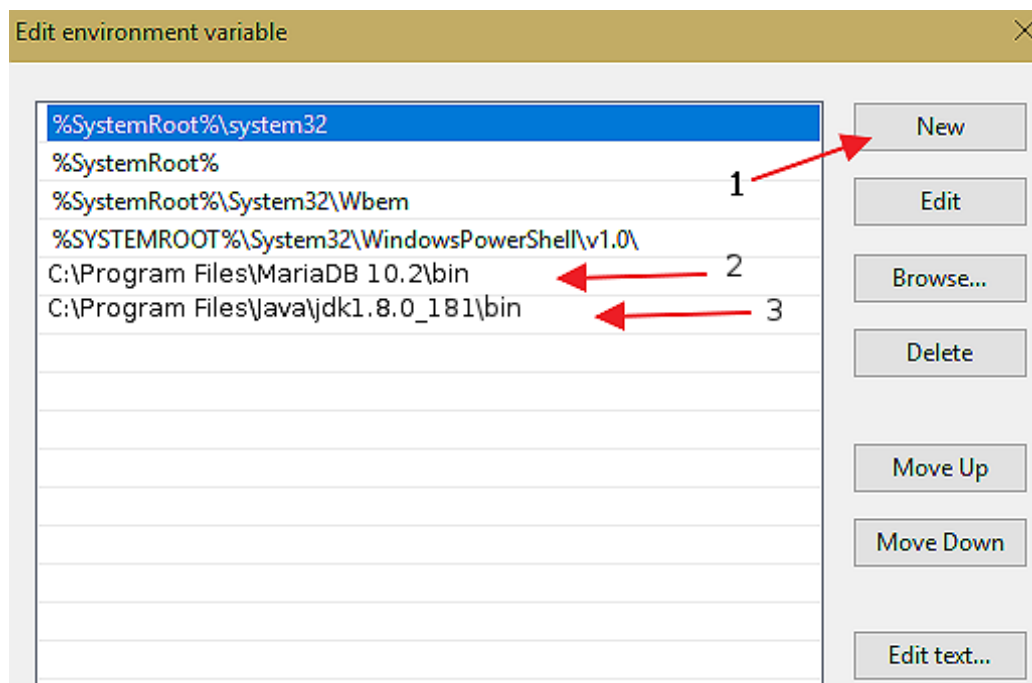 Edit environment variable
%SystemRoot%\system32
New
%SystemRoot%
1
%SystemRoot%\System32\Wbem
Edit
%SYSTEMROOT%\System32\WindowsPowerShell\v1.0\
C:\Program Files\MariaDB 10.2\bin
2
Browse...
C:\Program Files\Java\jdk1.8.0_181\bin
3
Delete
Move Up
Move Down
Edit text...